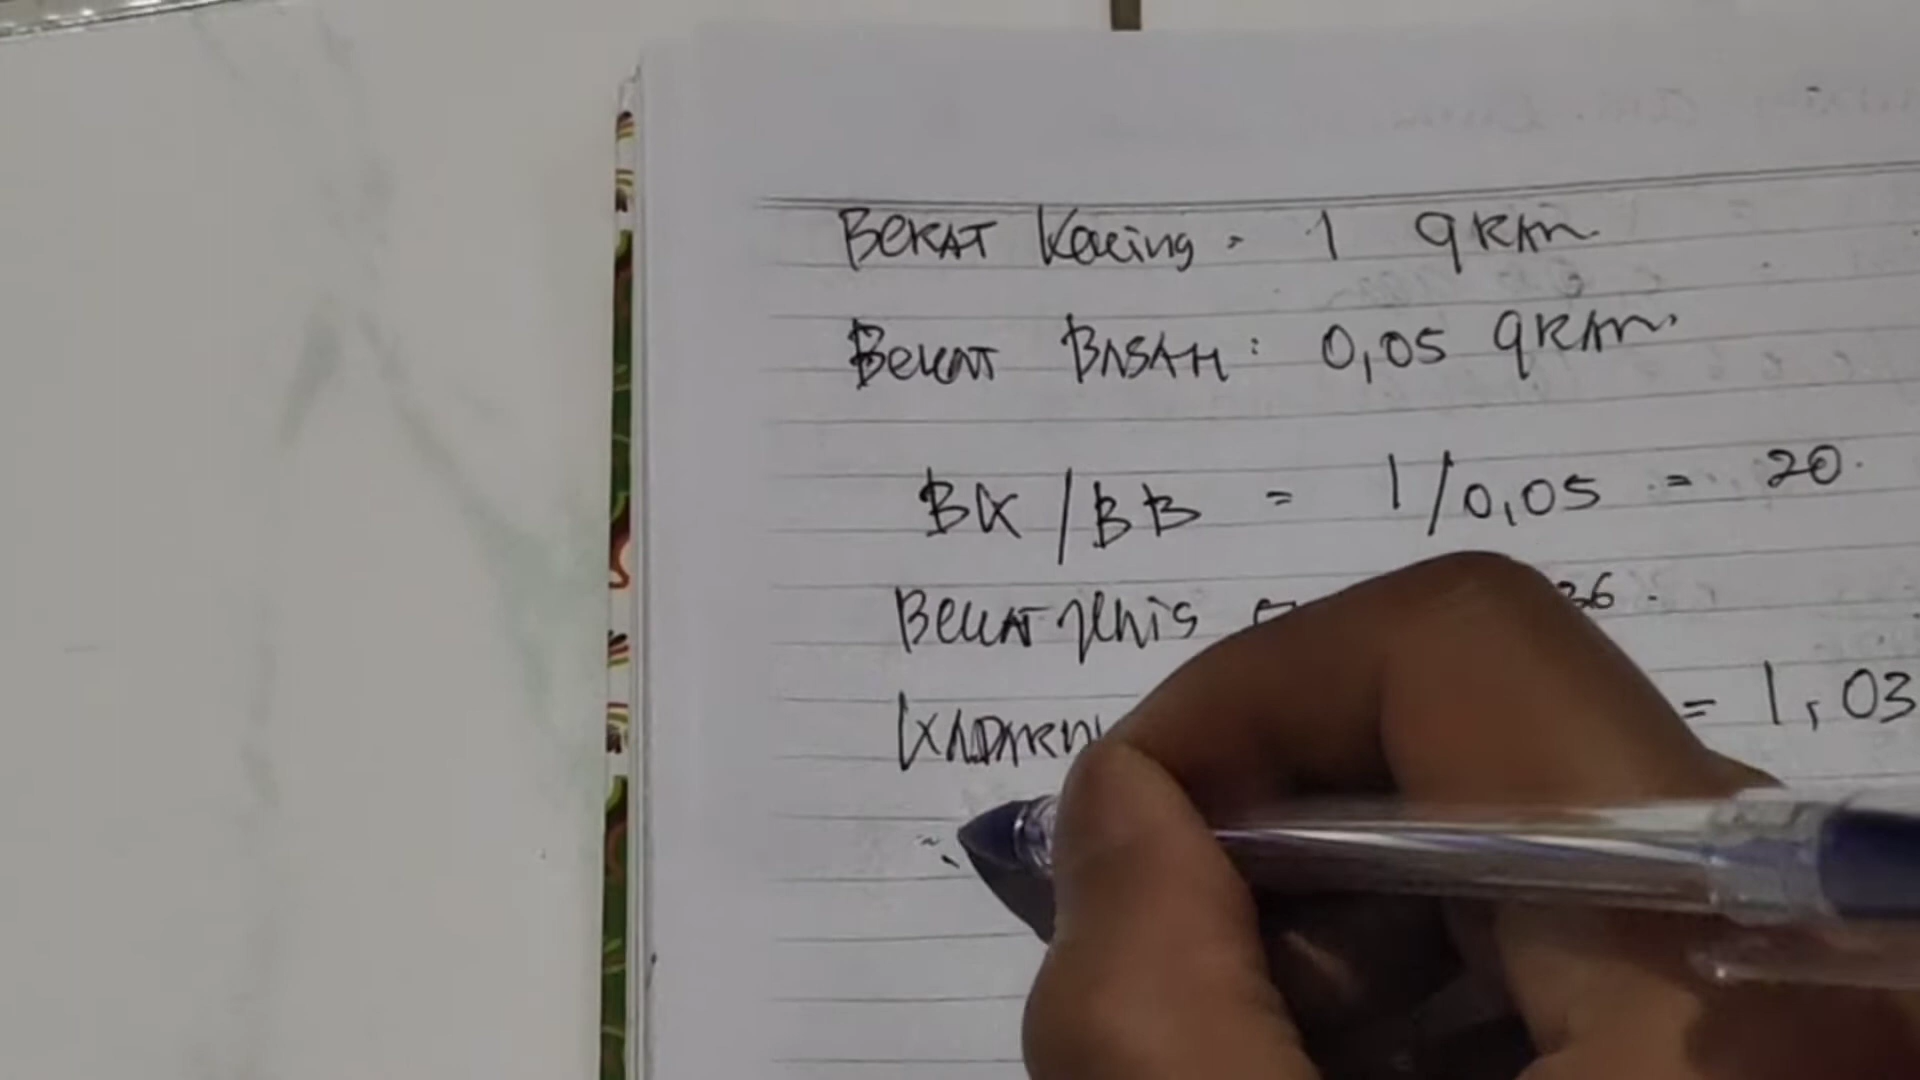 BERAT Kering = 1 gRAM.
BERAT BASAH : 0,05 gRAM.
BK / BB = 1/0,05 = 20.
BERAT Jenis = 36.
= 1,03